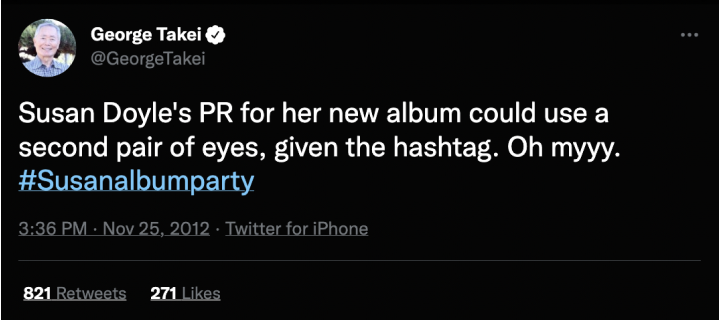 George Takei
@GeorgeTakei
Susan Doyle's PR for her new album could use a
second pair of eyes, given the hashtag. Oh myyy.
#Susanalbumparty
3:36 PM · Nov 25, 2012 · Twitter for iPhone
821 Retweets 271 Likes